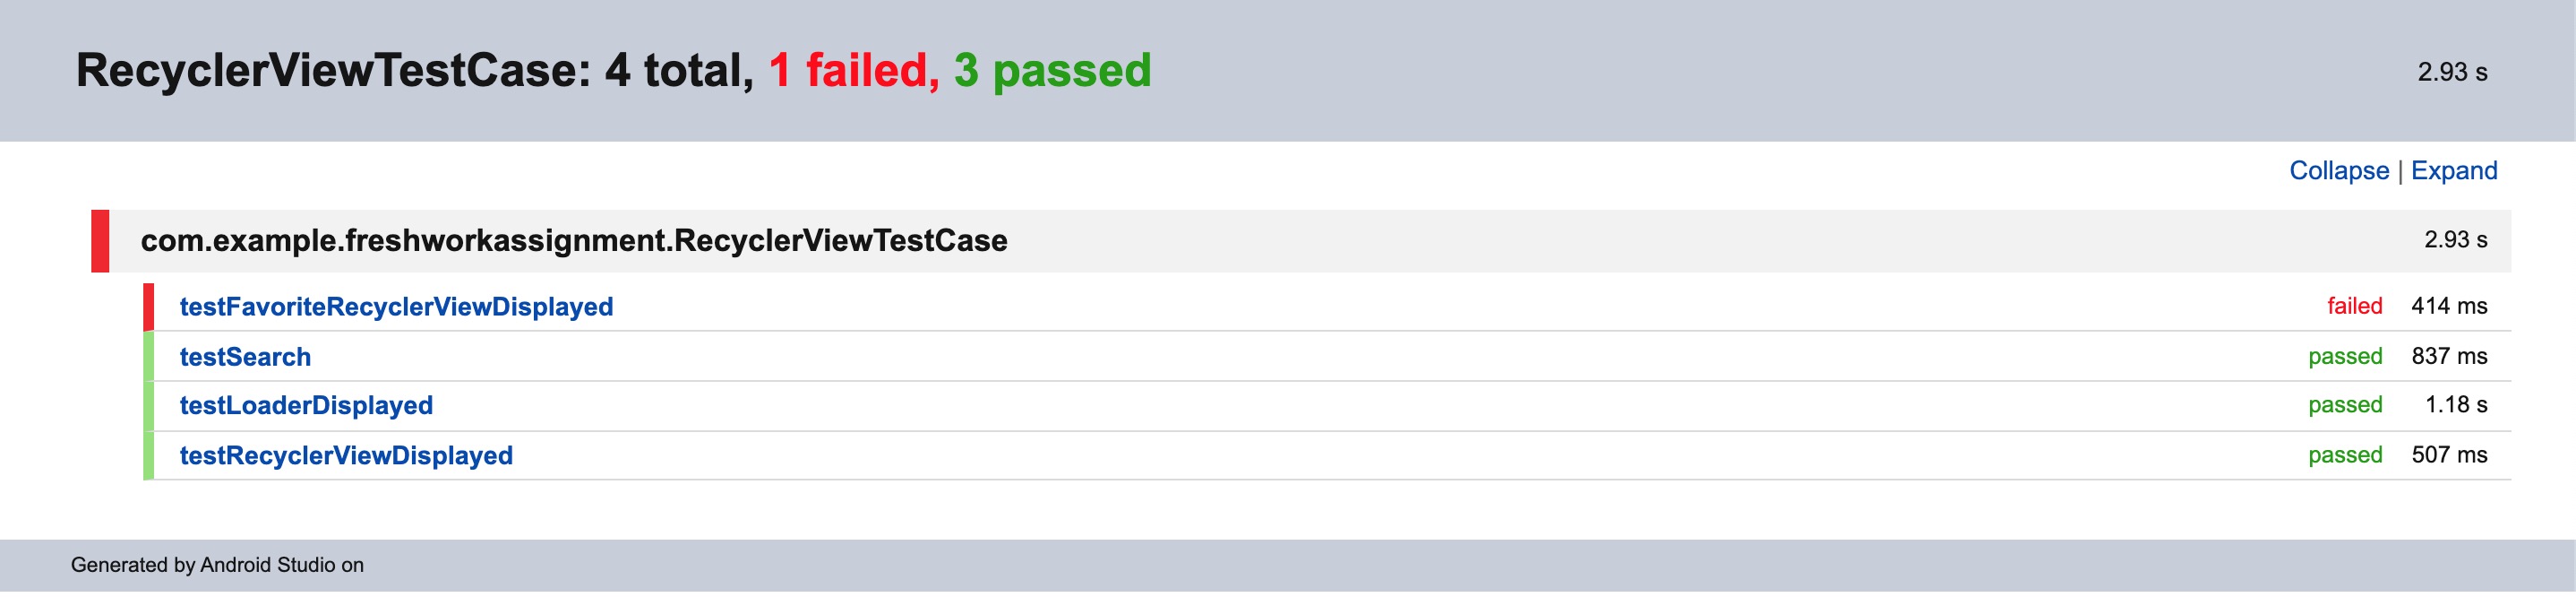 RecyclerViewTestCase: 4 total, 1 failed, 3 passed 2.93 s
Collapse | Expand
com.example.freshworkassignment.RecyclerViewTestCase 2.93 s
testFavoriteRecyclerViewDisplayed failed 414 ms
testSearch passed 837 ms
testLoaderDisplayed passed 1.18 s
testRecyclerViewDisplayed passed 507 ms
Generated by Android Studio on